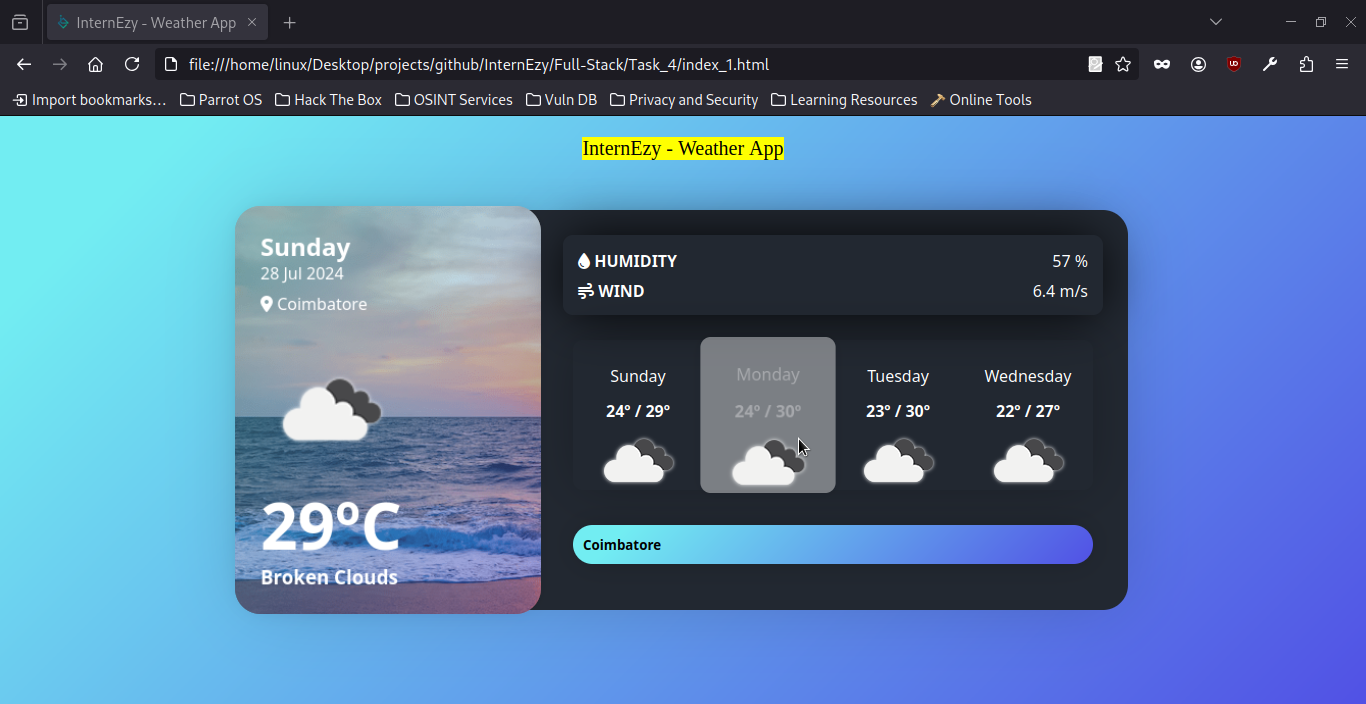 InternEzy - Weather App
file:///home/linux/Desktop/projects/github/InternEzy/Full-Stack/Task_4/index_1.html
Import bookmarks… Parrot OS Hack The Box OSINT Services Vuln DB Privacy and Security Learning Resources Online Tools
InternEzy - Weather App
Sunday
28 Jul 2024
Coimbatore
29°C
Broken Clouds
HUMIDITY 57 %
WIND 6.4 m/s
Sunday Monday Tuesday Wednesday
24° / 29° 24° / 30° 23° / 30° 22° / 27°
Coimbatore